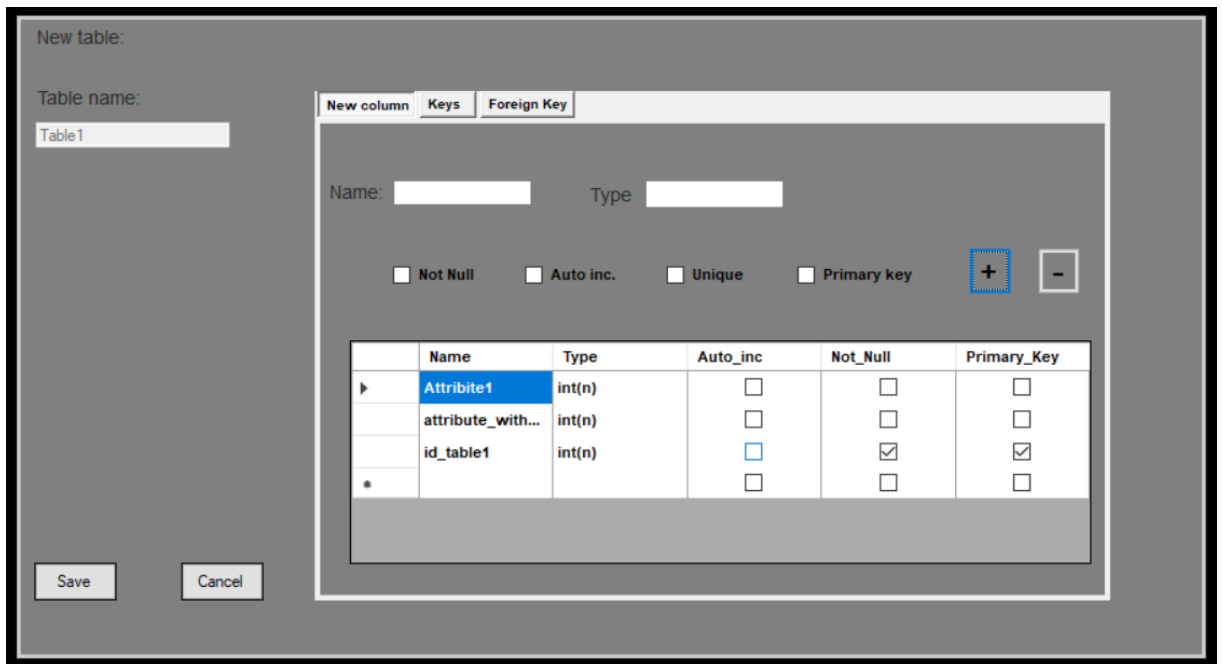 New table:
Table name:
Table1
New column Keys Foreign Key
Name: Type
Not Null Auto inc. Unique Primary key + -
Name Type Auto_inc Not_Null Primary_Key
Attribite1 int(n)
attribute_with... int(n)
id_table1 int(n)
*
Save Cancel